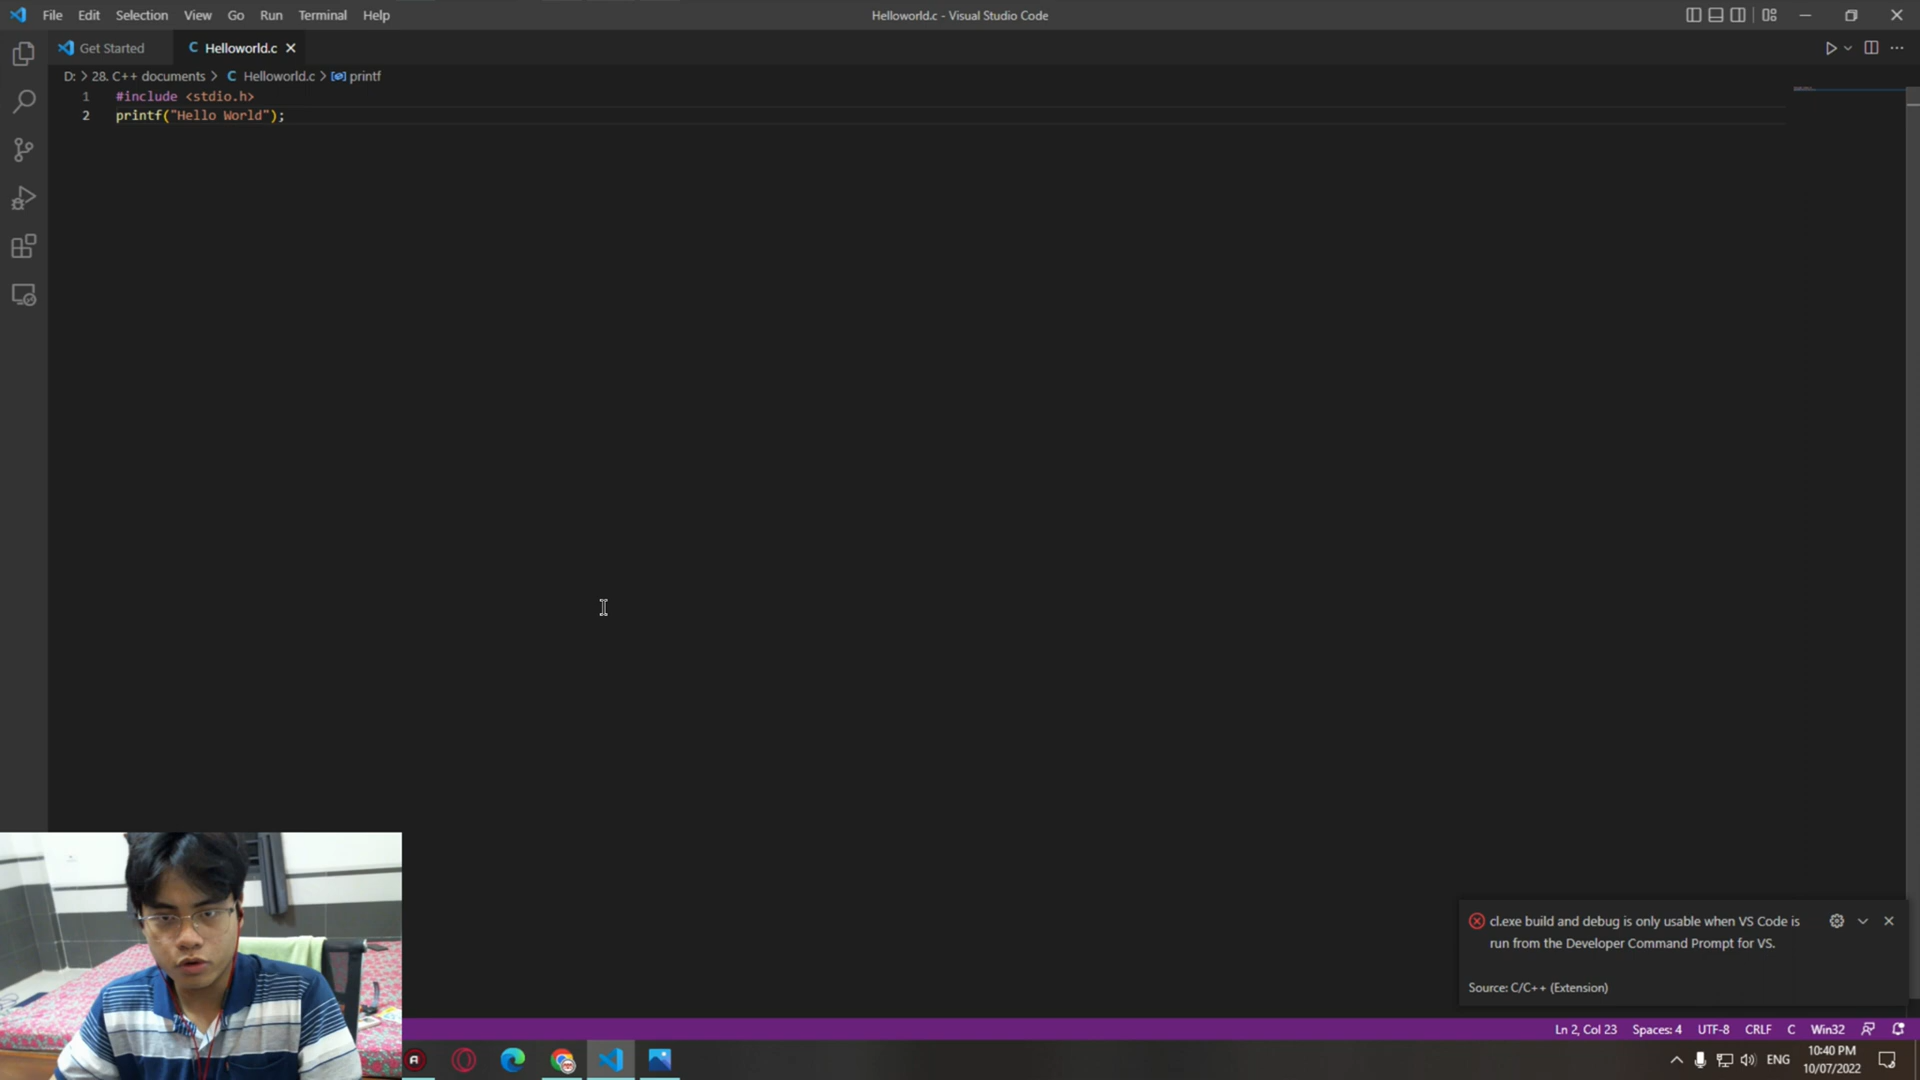 File Edit Selection View Go Run Terminal Help
Helloworld.c - Visual Studio Code
Get Started
C Helloworld.c
D: > 28. C++ documents > C Helloworld.c > printf
1 #include <stdio.h>
2 printf("Hello World");
cl.exe build and debug is only usable when VS Code is
run from the Developer Command Prompt for VS.
Source: C/C++ (Extension)
Ln 2, Col 23 Spaces: 4 UTF-8 CRLF C Win32
ENG
10:40 PM
10/07/2022